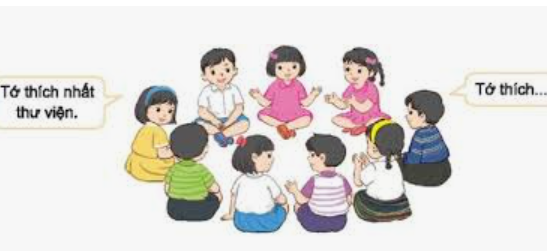 Tớ thích nhất
thư viện.
Tớ thích...